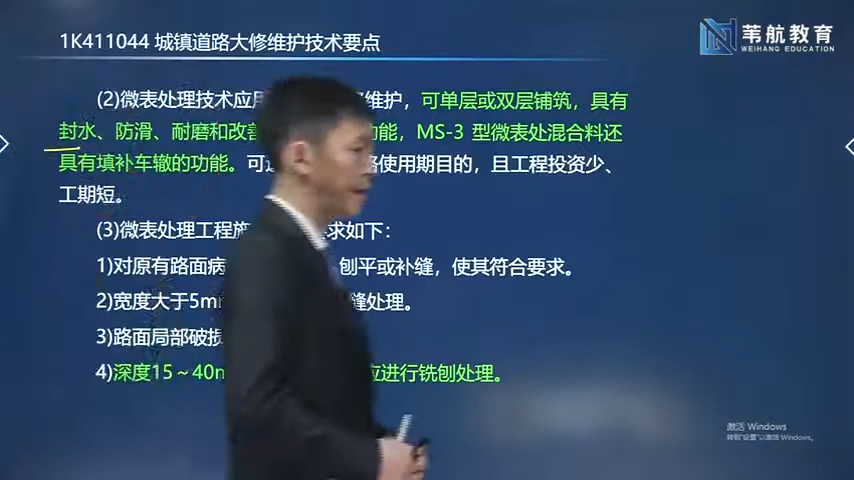 1K411044 城镇道路大修维护技术要点
苇航教育
WEIHANG EDUCATION
(2)微表处理技术应 维护，可单层或双层铺筑，具有
封水、防滑、耐磨和改善 功能，MS-3 型微表处混合料还
具有填补车辙的功能。可 使用期目的，且工程投资少、
工期短。
(3)微表处理工程施 求如下：
1)对原有路面病 刨平或补缝，使其符合要求。
2)宽度大于5m 缝处理。
3)路面局部破损
4)深度15～40m 应进行铣刨处理。
激活 Windows
转到"设置"以激活 Windows。